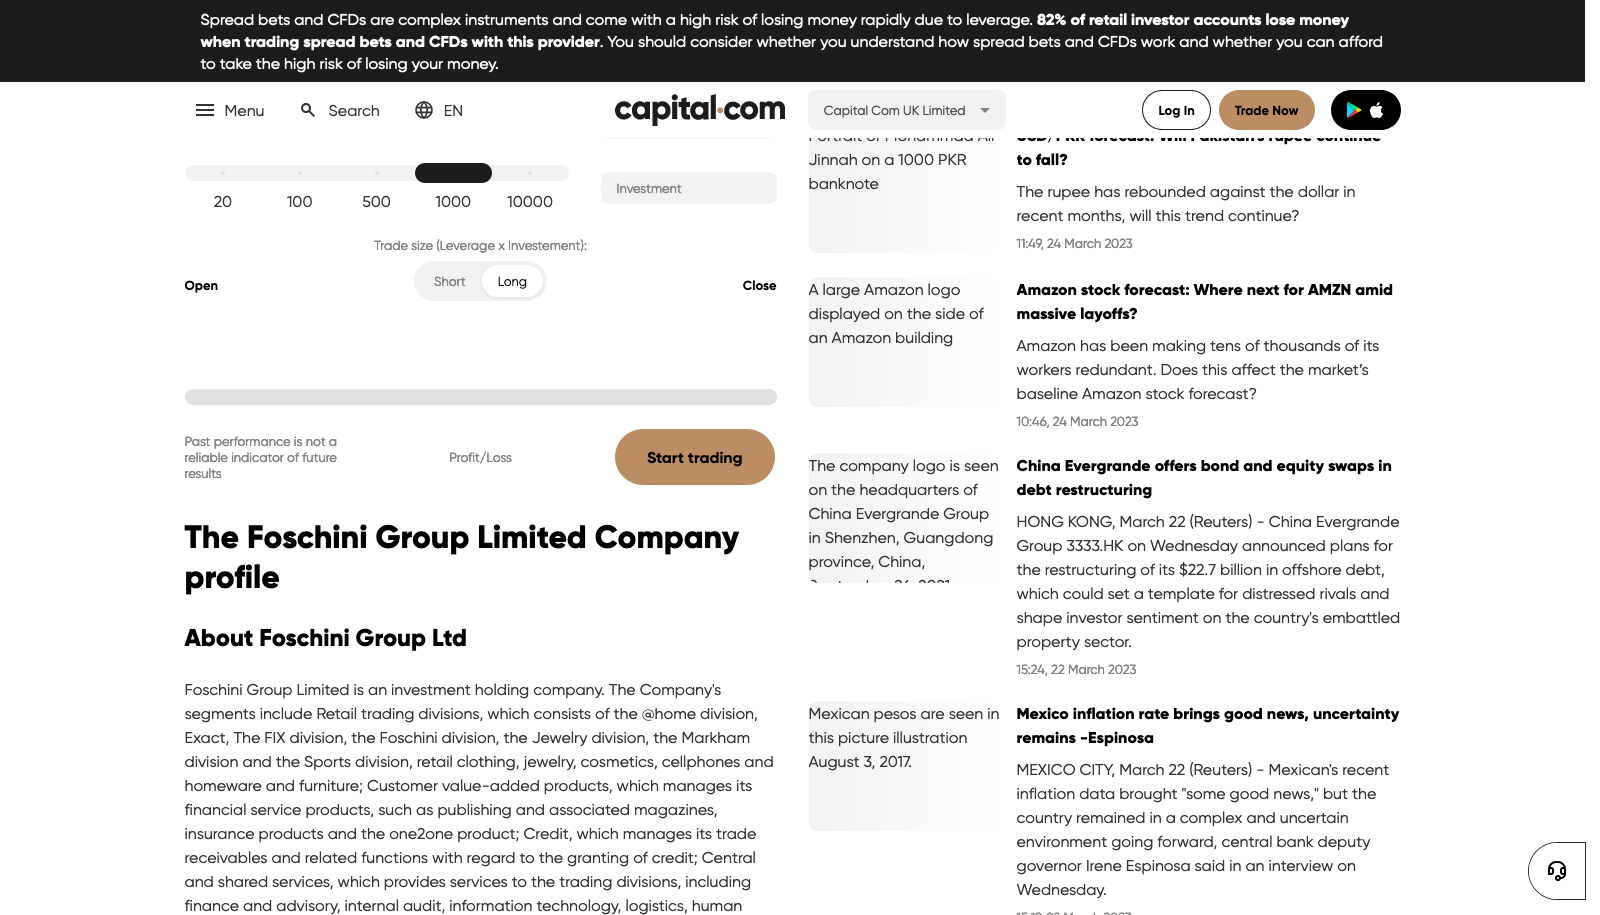 Spread bets and CFDs are complex instruments and come with a high risk of losing money rapidly due to leverage. 82% of retail investor accounts lose money
when trading spread bets and CFDs with this provider. You should consider whether you understand how spread bets and CFDs work and whether you can afford
to take the high risk of losing your money.
Menu
Search
EN
capital.com
Capital Com UK Limited
Log In
Trade Now
20
100
500
1000
10000
Investment
Trade size (Leverage x Investement):
Open
Short
Long
Close
Past performance is not a
reliable indicator of future
results
Profit/Loss
Start trading
The Foschini Group Limited Company
profile
About Foschini Group Ltd
Foschini Group Limited is an investment holding company. The Company's
segments include Retail trading divisions, which consists of the @home division,
Exact, The FIX division, the Foschini division, the Jewelry division, the Markham
division and the Sports division, retail clothing, jewelry, cosmetics, cellphones and
homeware and furniture; Customer value-added products, which manages its
financial service products, such as publishing and associated magazines,
insurance products and the one2one product; Credit, which manages its trade
receivables and related functions with regard to the granting of credit; Central
and shared services, which provides services to the trading divisions, including
finance and advisory, internal audit, information technology, logistics, human
Portrait of Mohammad Ali
Jinnah on a 1000 PKR
banknote
USD/PKR forecast: Will Pakistan's rupee continue
to fall?
The rupee has rebounded against the dollar in
recent months, will this trend continue?
11:49, 24 March 2023
A large Amazon logo
displayed on the side of
an Amazon building
Amazon stock forecast: Where next for AMZN amid
massive layoffs?
Amazon has been making tens of thousands of its
workers redundant. Does this affect the market's
baseline Amazon stock forecast?
10:46, 24 March 2023
The company logo is seen
on the headquarters of
China Evergrande Group
in Shenzhen, Guangdong
province, China,
China Evergrande offers bond and equity swaps in
debt restructuring
HONG KONG, March 22 (Reuters) - China Evergrande
Group 3333.HK on Wednesday announced plans for
the restructuring of its $22.7 billion in offshore debt,
which could set a template for distressed rivals and
shape investor sentiment on the country's embattled
property sector.
15:24, 22 March 2023
Mexican pesos are seen in
this picture illustration
August 3, 2017.
Mexico inflation rate brings good news, uncertainty
remains -Espinosa
MEXICO CITY, March 22 (Reuters) - Mexican's recent
inflation data brought "some good news," but the
country remained in a complex and uncertain
environment going forward, central bank deputy
governor Irene Espinosa said in an interview on
Wednesday.